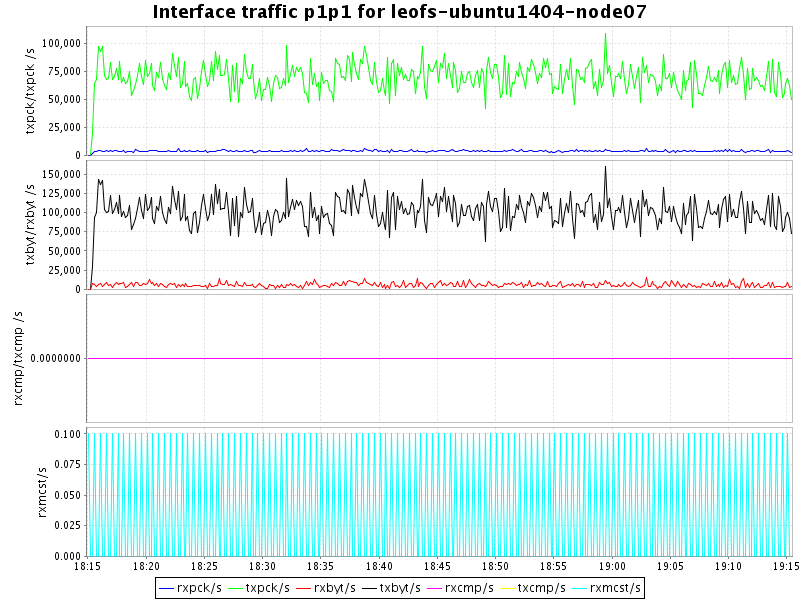 Interface traffic p1p1 for leofs-ubuntu1404-node07
txpck/txpck /s
100,000
75,000
50,000
25,000
0
txbyt/rxbyt /s
150,000
125,000
100,000
75,000
50,000
25,000
0
rxcmp/txcmp /s
0.0000000
rxmcst/s
0.100
0.075
0.050
0.025
0.000
18:15 18:20 18:25 18:30 18:35 18:40 18:45 18:50 18:55 19:00 19:05 19:10 19:15
rxpck/s txpck/s rxbyt/s txbyt/s rxcmp/s txcmp/s rxmcst/s